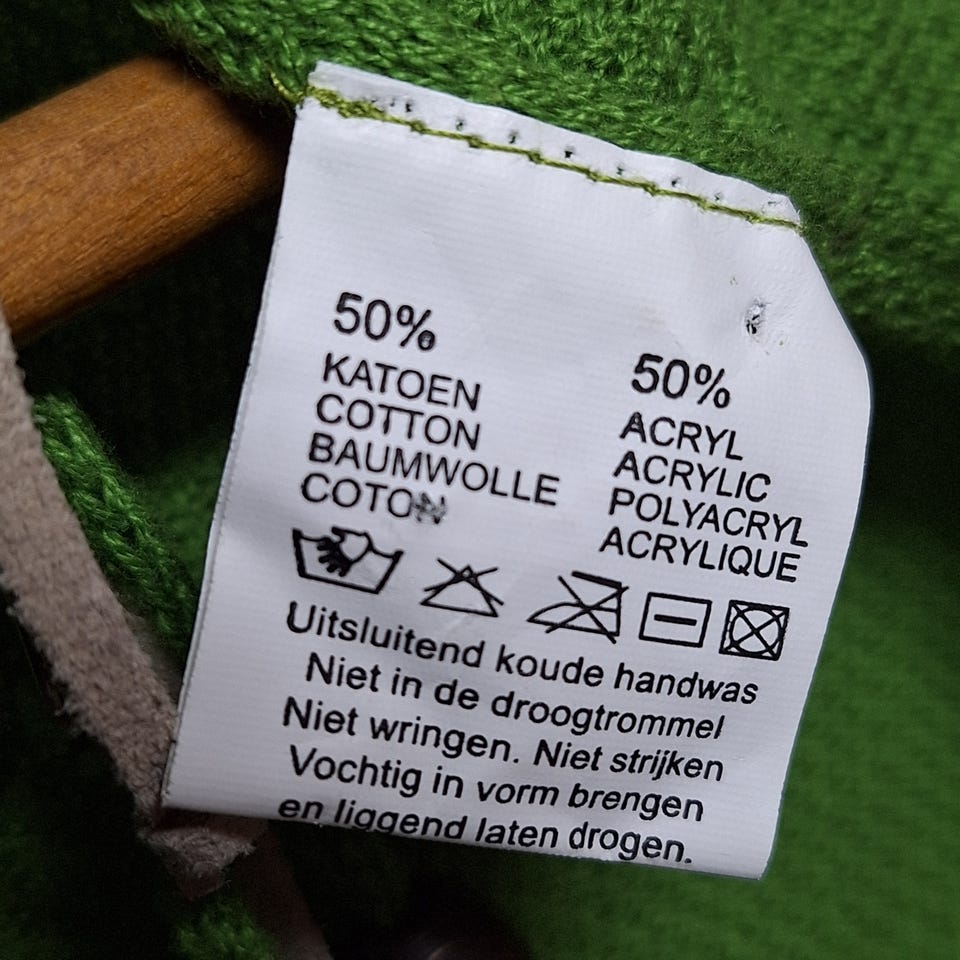 50%
KATOEN
COTTON
BAUMWOLLE
COTON
50%
ACRYL
ACRYLIC
POLYACRYL
ACRYLIQUE
Uitsluitend koude handwas
Niet in de droogtrommel
Niet wringen. Niet strijken
Vochtig in vorm brengen
en liggend laten drogen.